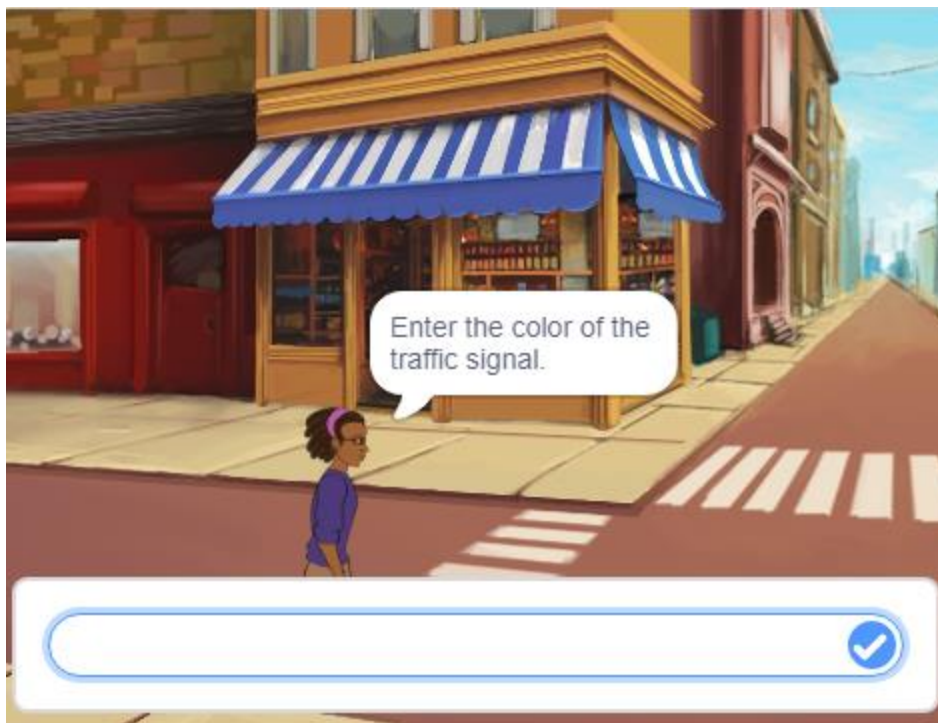 Enter the color of the
traffic signal.